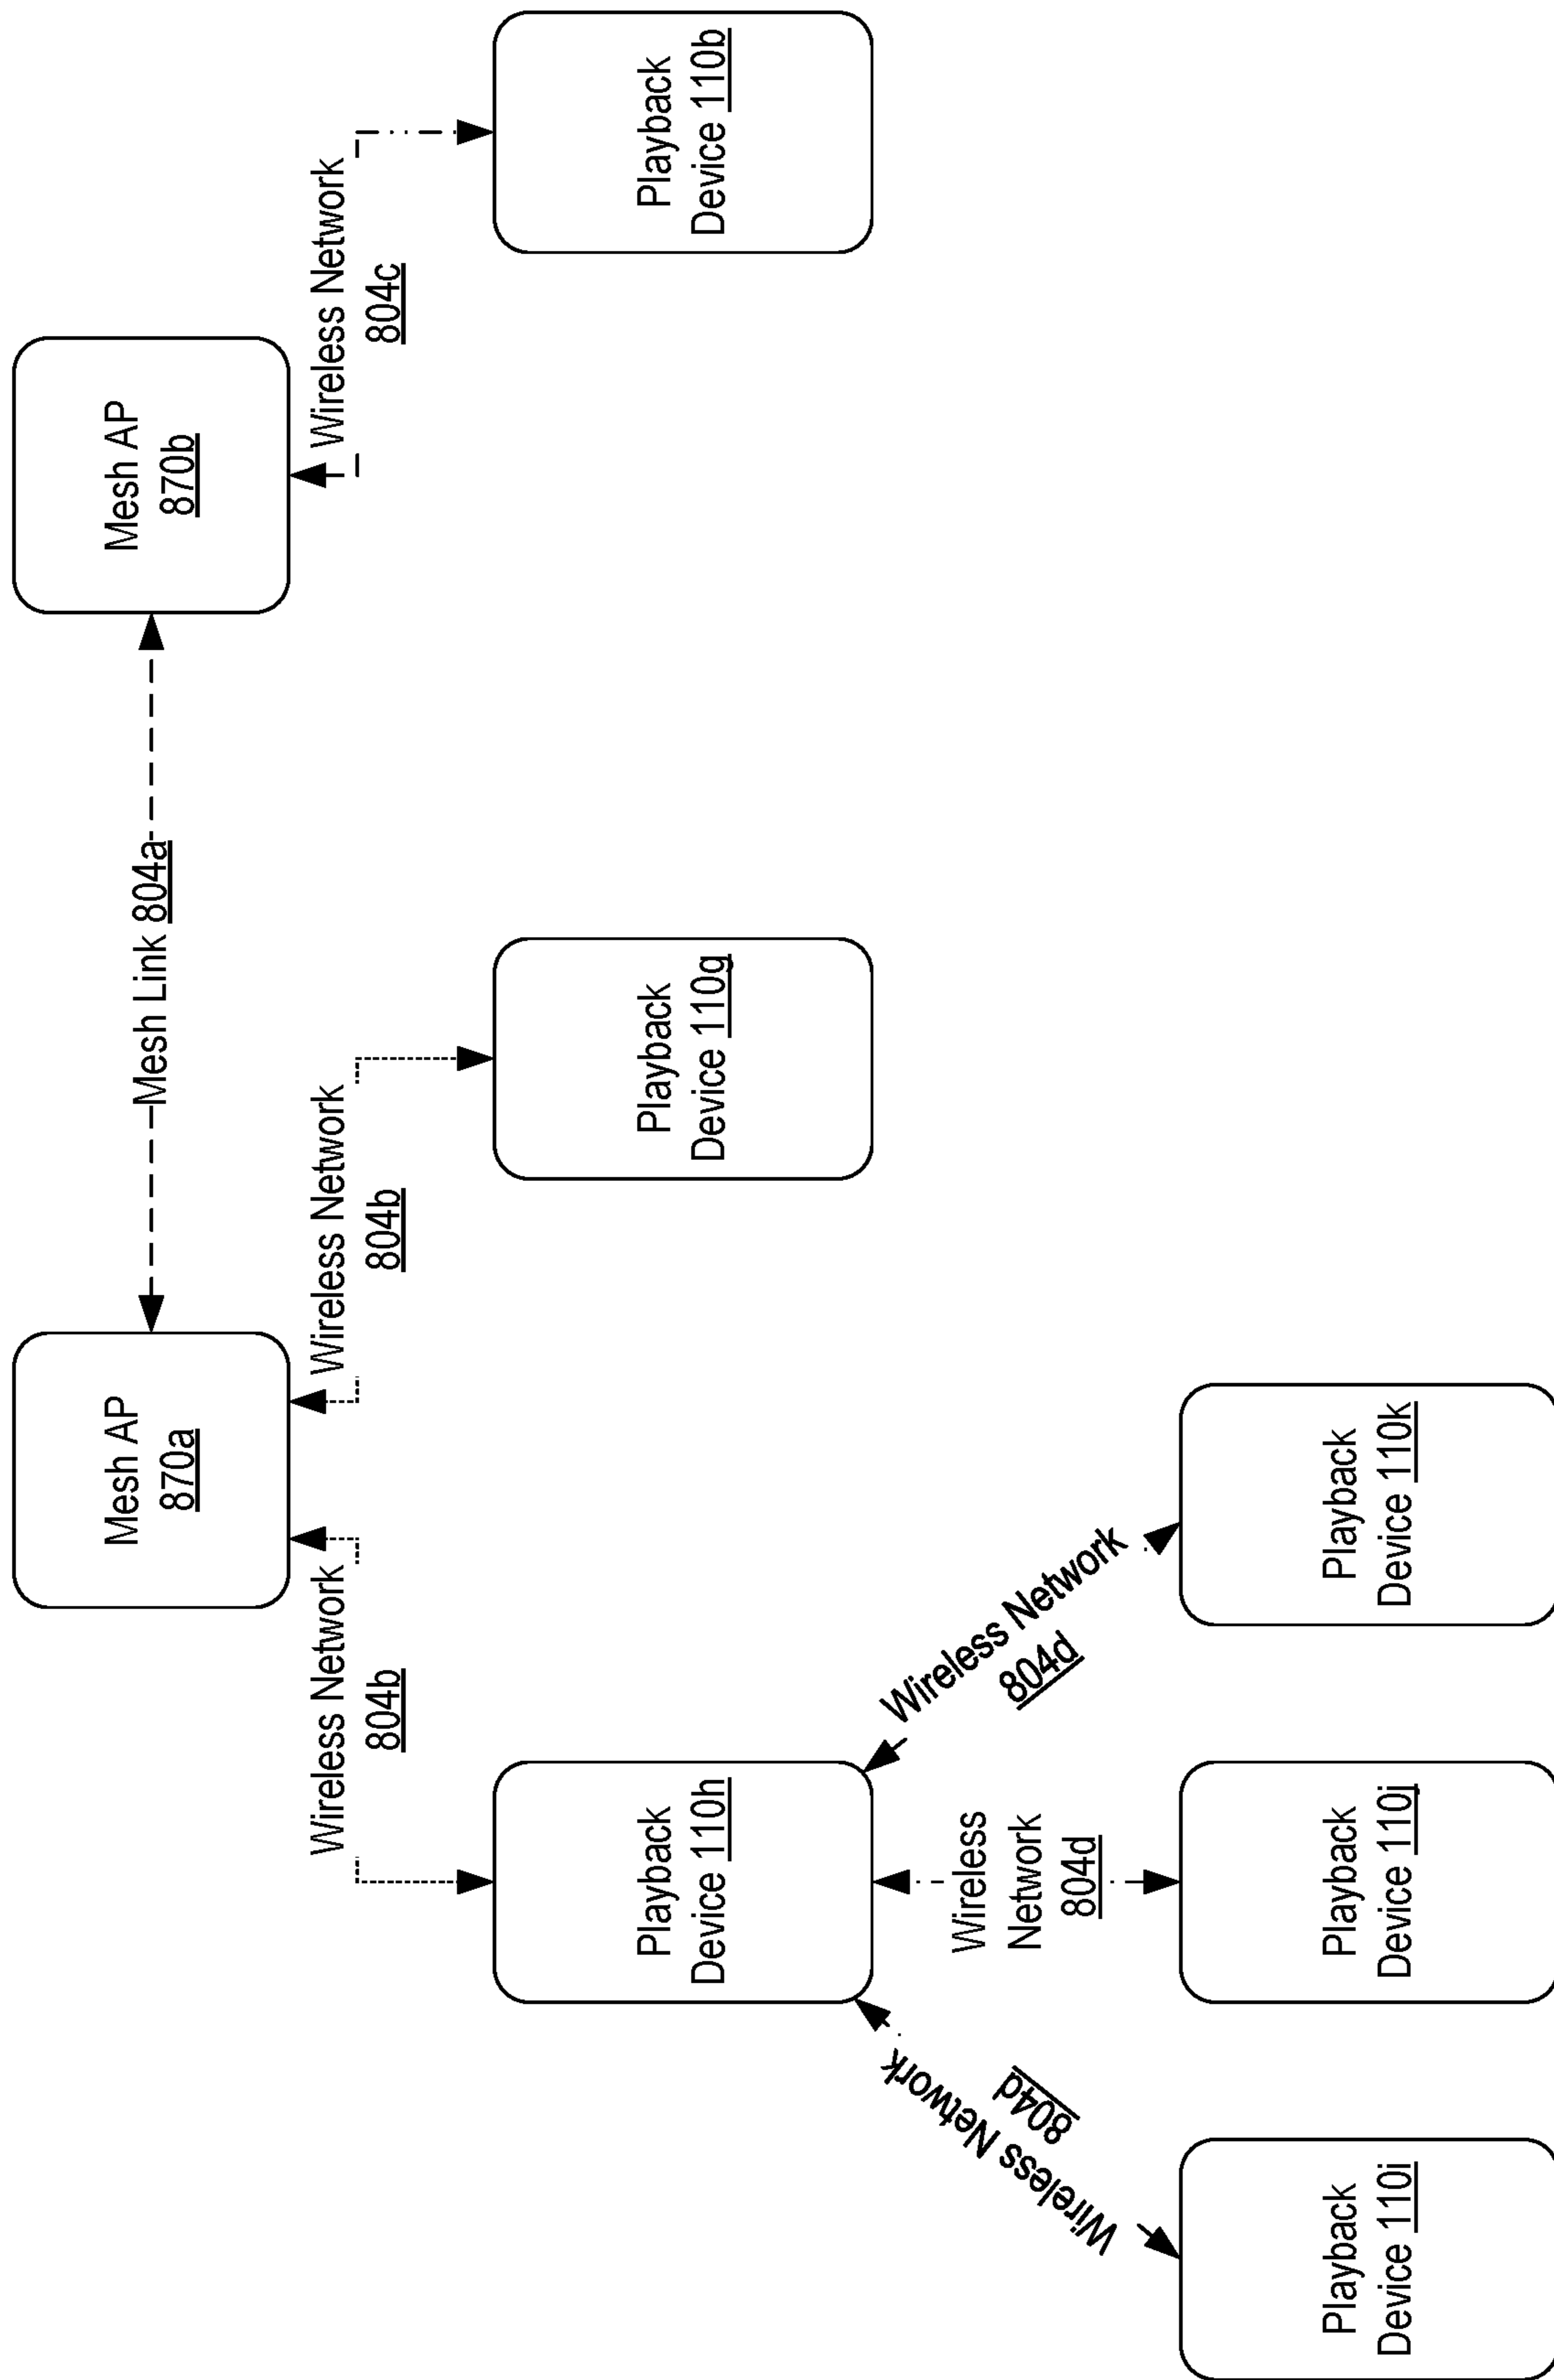 Mesh AP
870a
Mesh Link 804a
Mesh AP
870b
Wireless Network
804b
Wireless Network
804b
Wireless Network
804c
Playback
Device 110h
Playback
Device 110g
Playback
Device 110b
Wireless Network
804d
Wireless
Network
804d
Wireless Network
804d
Playback
Device 110i
Playback
Device 110j
Playback
Device 110k